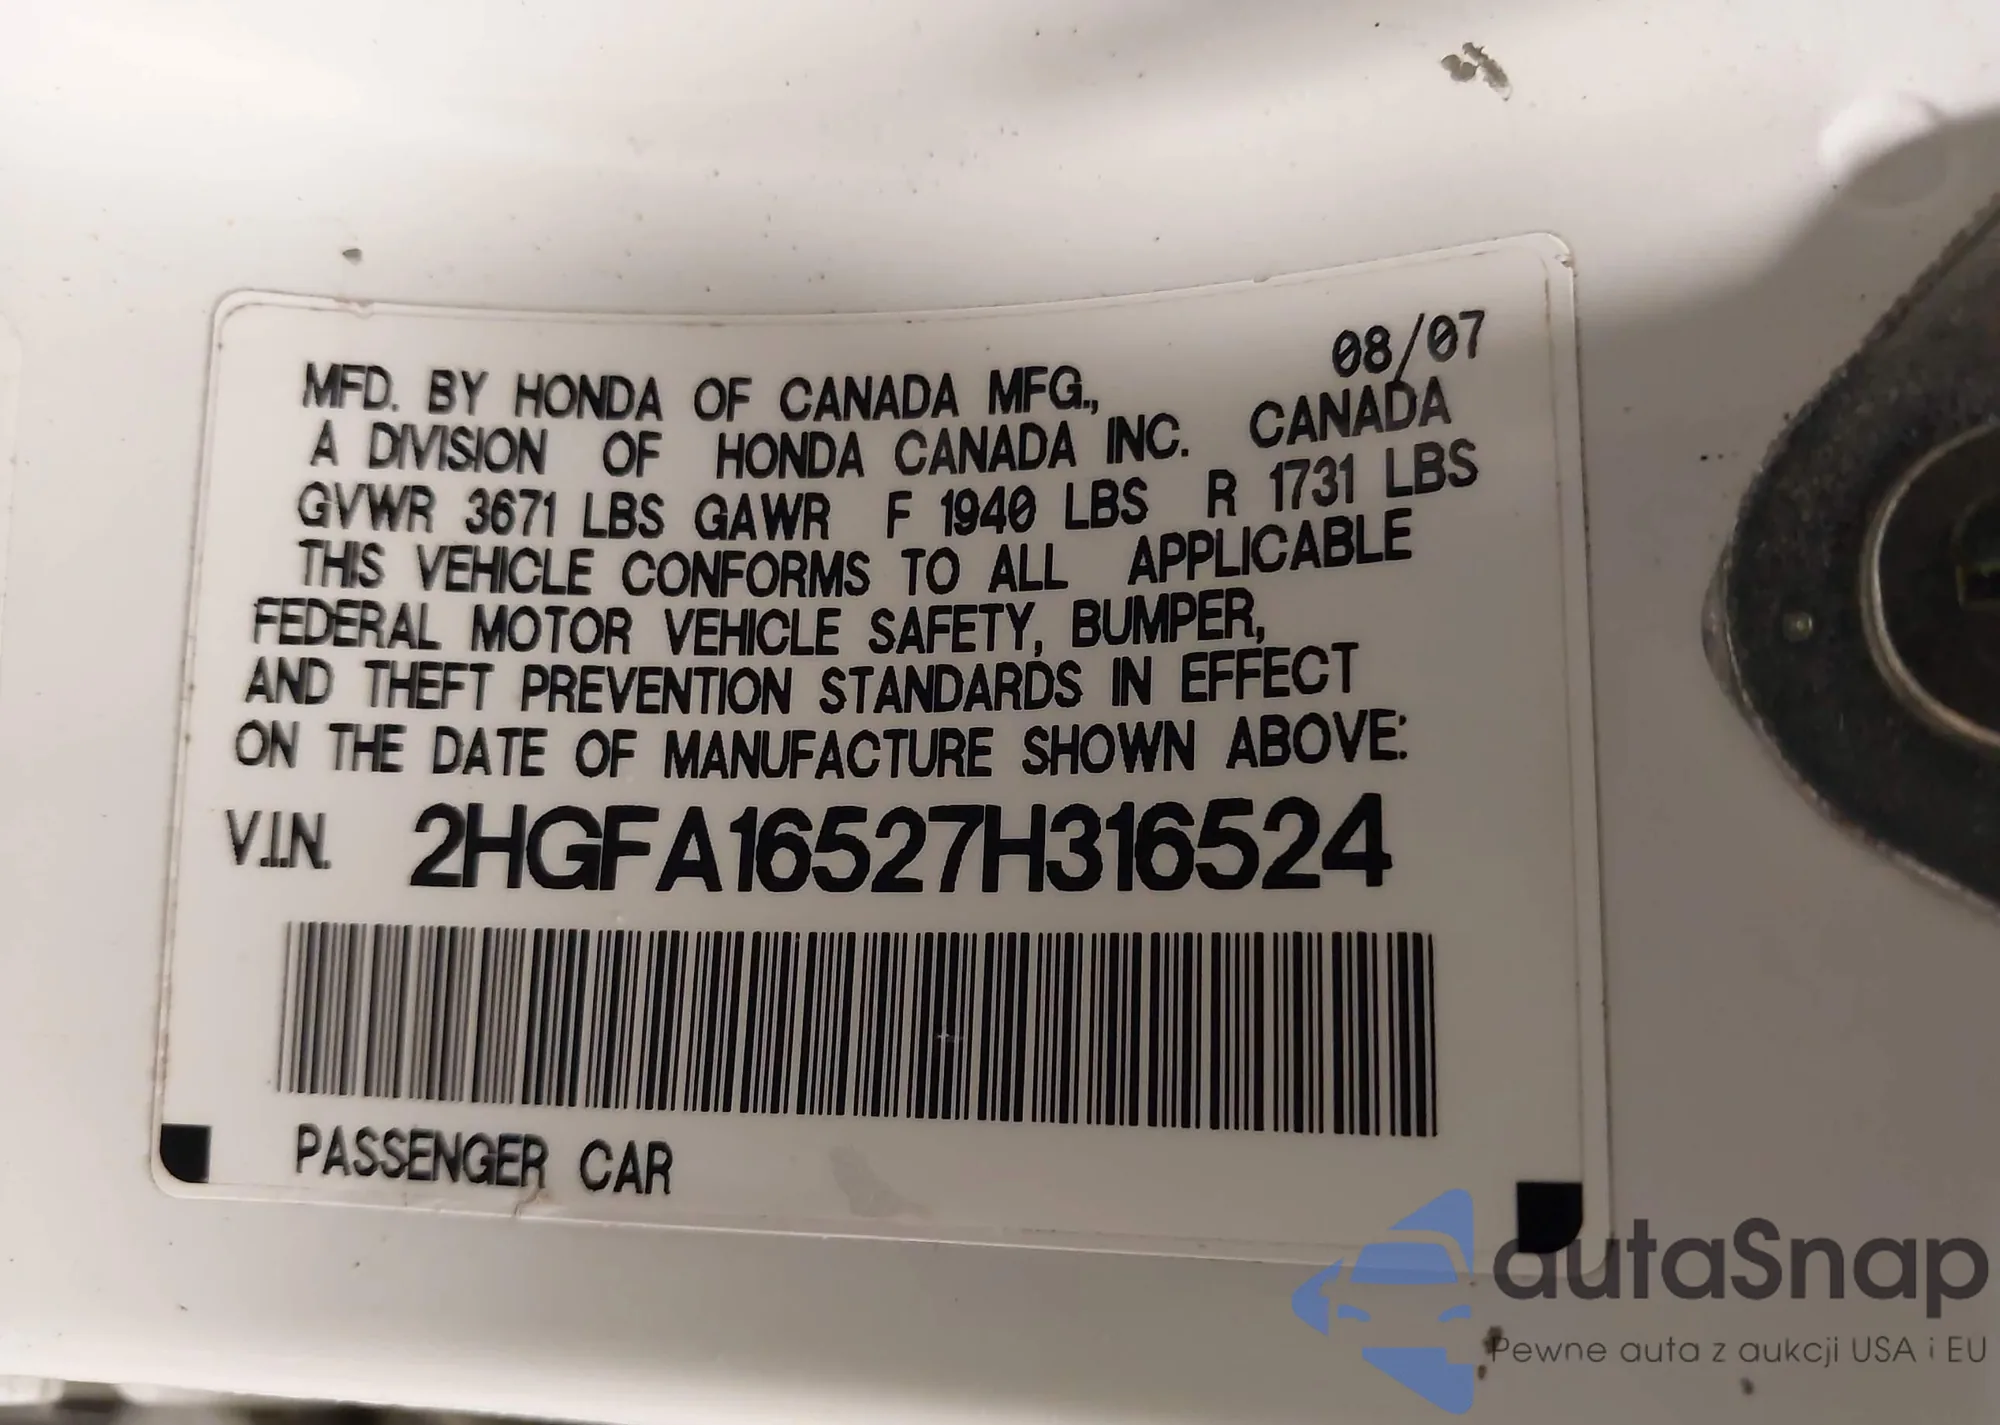 08/07
MFD. BY HONDA OF CANADA MFG.,
A DIVISION OF HONDA CANADA INC. CANADA
GVWR 3671 LBS GAWR F 1940 LBS R 1731 LBS
THIS VEHICLE CONFORMS TO ALL APPLICABLE
FEDERAL MOTOR VEHICLE SAFETY, BUMPER,
AND THEFT PREVENTION STANDARDS IN EFFECT
ON THE DATE OF MANUFACTURE SHOWN ABOVE:
V.I.N. 2HGFA16527H316524
PASSENGER CAR
autaSnap
Pewne auta z aukcji USA i EU